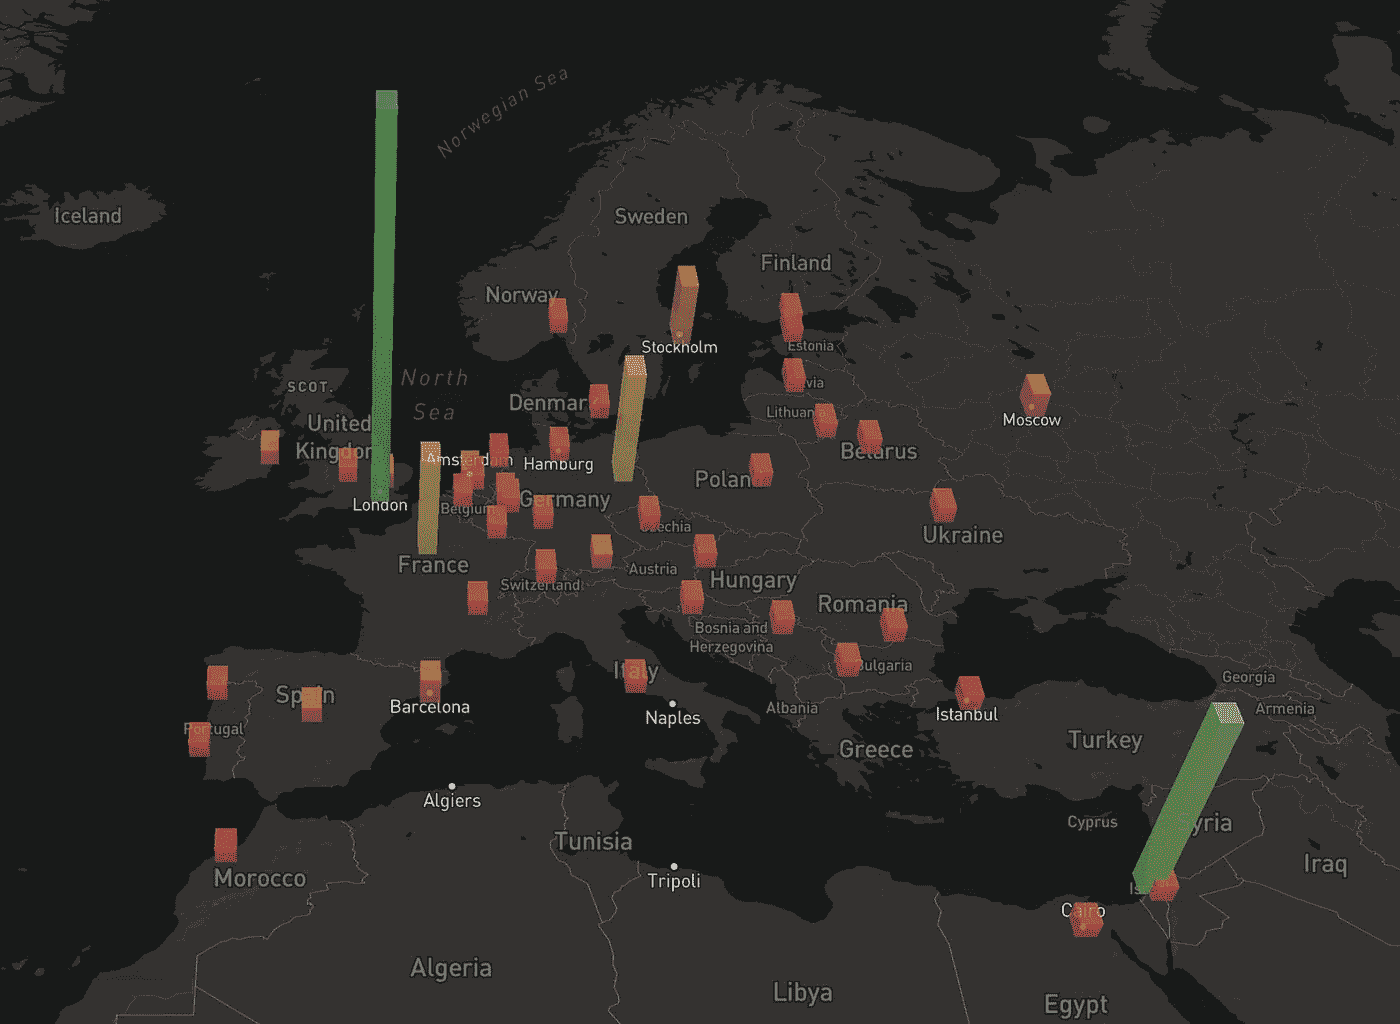 Norwegian Sea
Iceland
Sweden
Finland
Norway
Estonia
Stockholm
SCOT.
North
Sea
Denmar
via
Lithuan a
Moscow
United
Kingdon
Amsterdam
Hamburg
Belarus
Polan
London
Belgium
Germany
Czechia
Ukraine
France
Switzerland
Austria
Hungary
Romania
Bosnia and
Herzegovina
Italy
Bulgaria
Georgia
Spain
Barcelona
Naples
Albania
Istanbul
Armenia
Portugal
Greece
Turkey
Algiers
Cyprus
yria
Tunisia
Iraq
Morocco
Tripoli
Is
Cairo
Algeria
Libya
Egypt